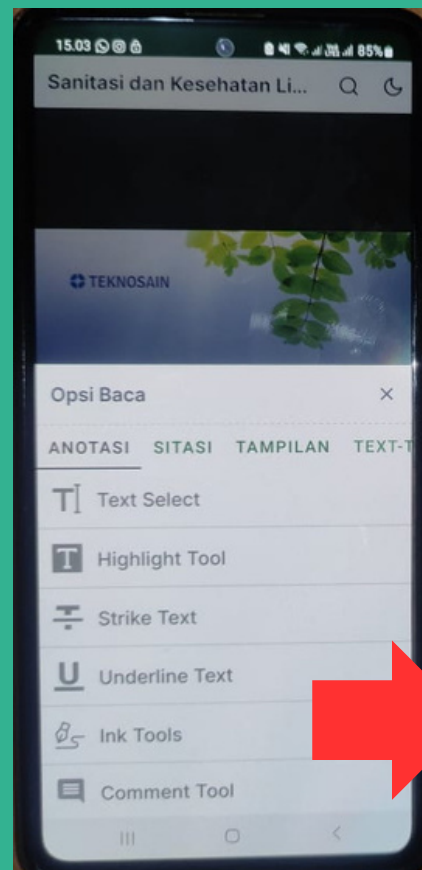 15.03 85%
Sanitasi dan Kesehatan Li...
TEKNOSAIN
Opsi Baca
ANOTASI SITASI TAMPILAN TEXT-T
Text Select
Highlight Tool
Strike Text
Underline Text
Ink Tools
Comment Tool